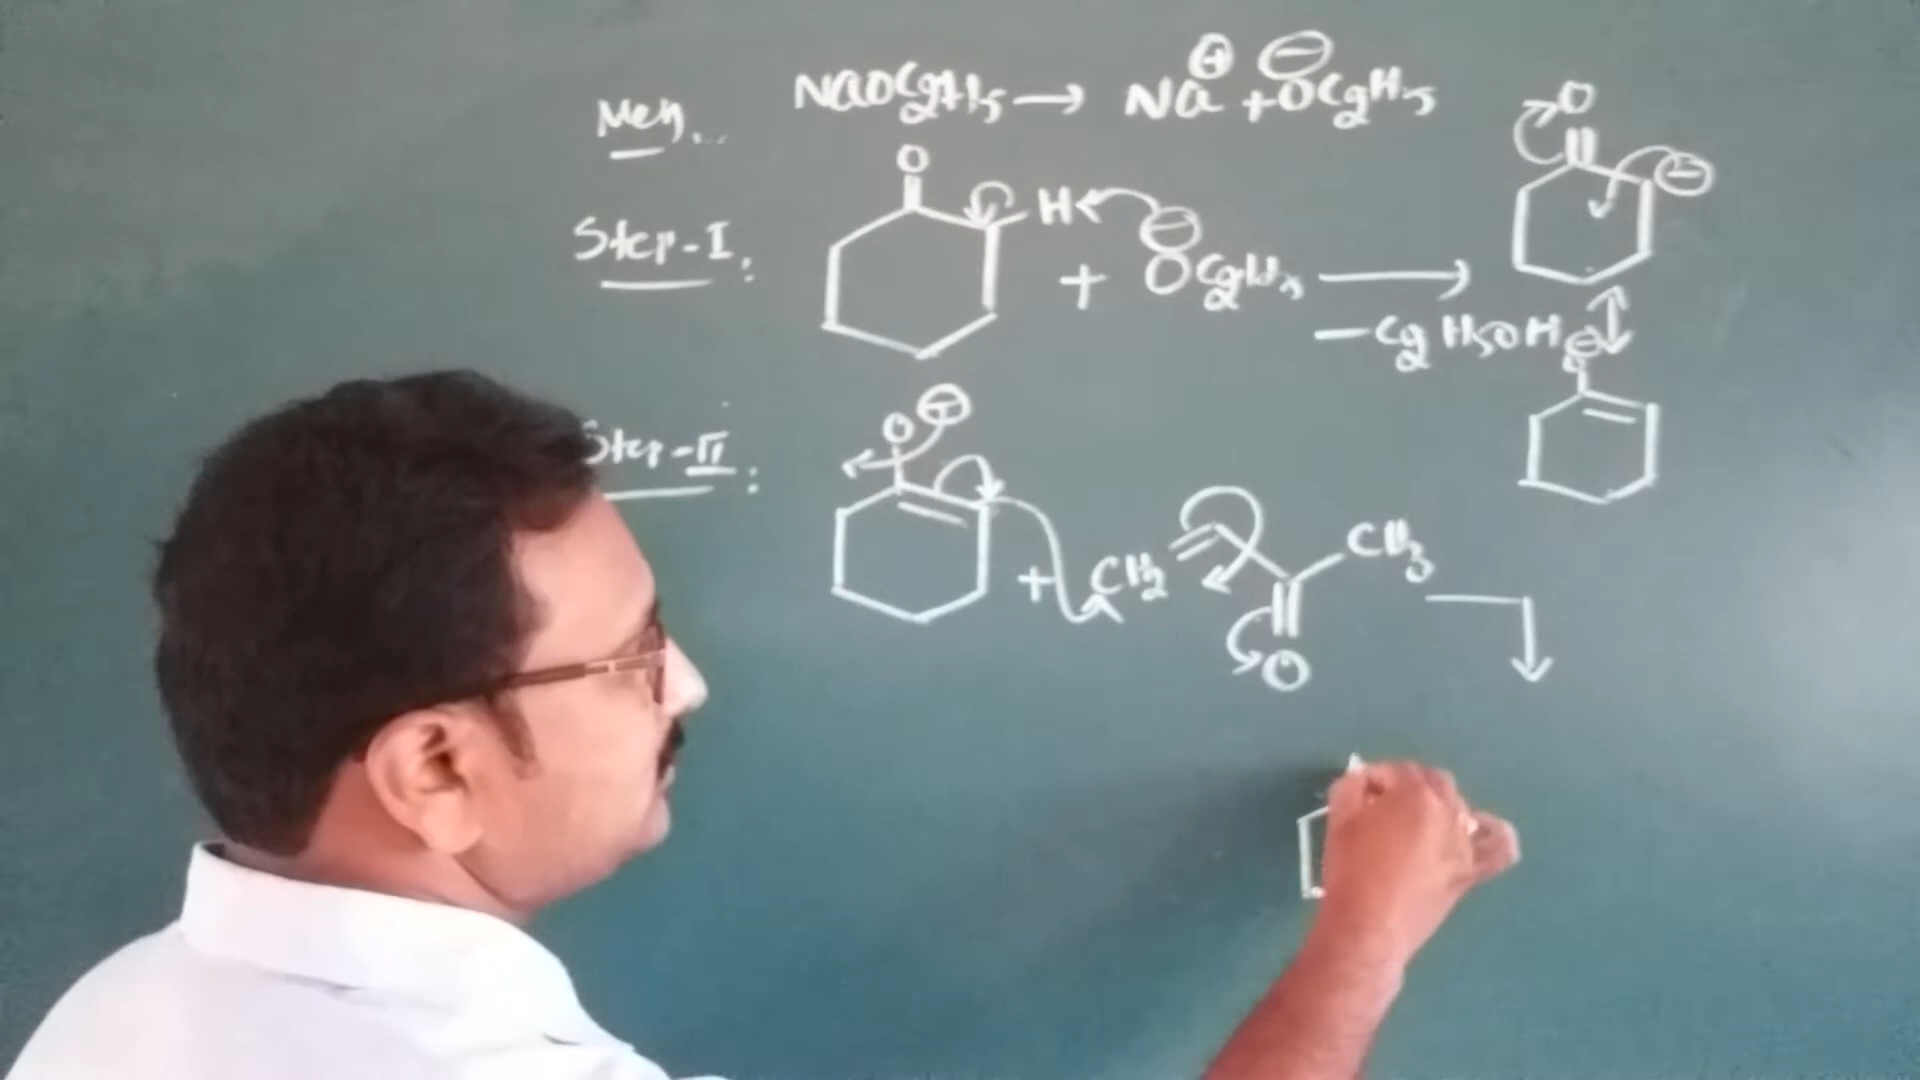 Mech... NaOC2H5 → Na⊕ + ⊖OC2H5
O
Step-I: O H ⊖ + OC2H5 → ⊖
-C2H5OH
⊖ O
Step-II: O ⊖ + CH2 CH3
O